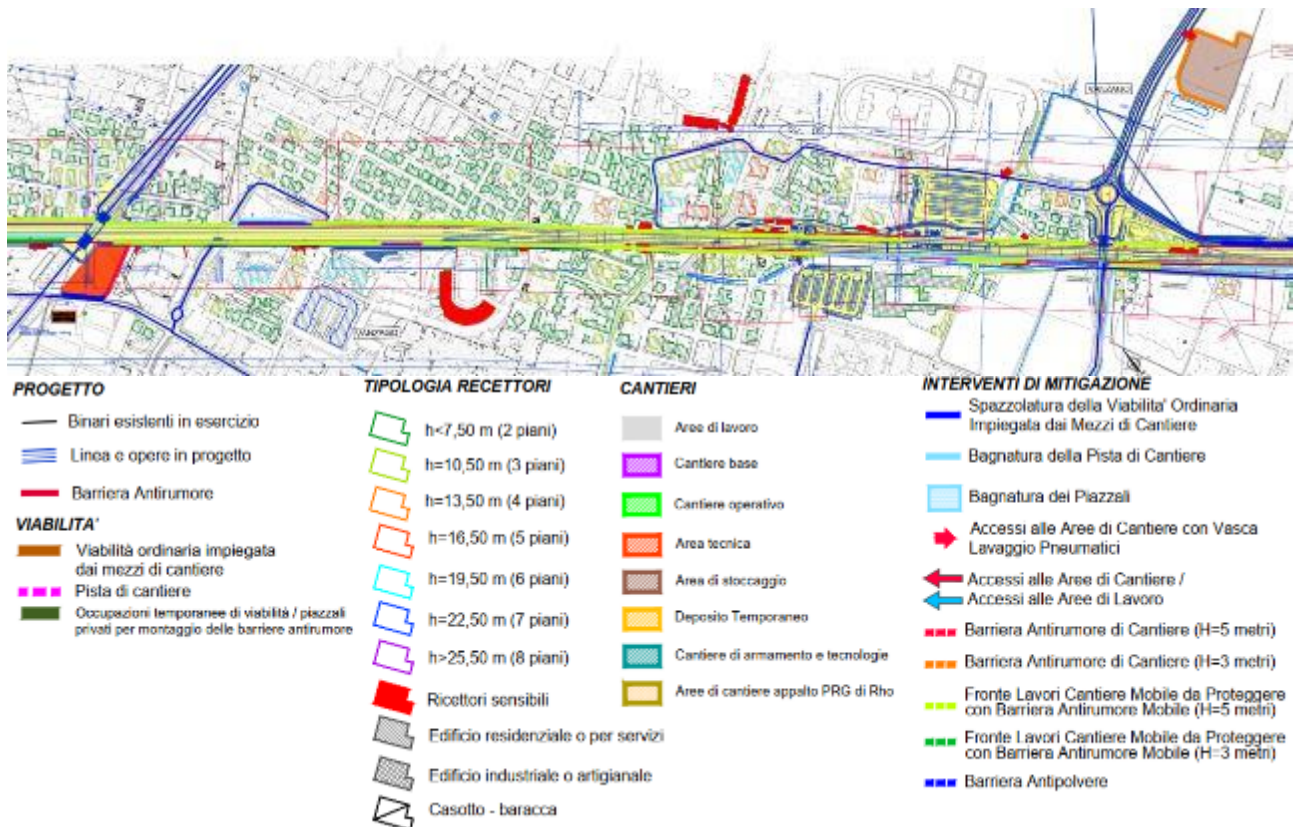 VANZAGO
PROGETTO
Binari esistenti in esercizio
Linea e opere in progetto
Barriera Antirumore
VIABILITA'
Viabilità ordinaria impiegata
dai mezzi di cantiere
Pista di cantiere
Occupazioni temporanee di viabilità / piazzali
privati per montaggio delle barriere antirumore
TIPOLOGIA RECETTORI
h<7,50 m (2 piani)
h=10,50 m (3 piani)
h=13,50 m (4 piani)
h=16,50 m (5 piani)
h=19,50 m (6 piani)
h=22,50 m (7 piani)
h>25,50 m (8 piani)
Ricettori sensibili
Edificio residenziale o per servizi
Edificio industriale o artigianale
Casotto - baracca
CANTIERI
Aree di lavoro
Cantiere base
Cantiere operativo
Area tecnica
Area di stoccaggio
Deposito Temporaneo
Cantiere di armamento e tecnologie
Aree di cantiere appalto PRG di Rho
INTERVENTI DI MITIGAZIONE
Spazzolatura della Viabilita' Ordinaria
Impiegata dai Mezzi di Cantiere
Bagnatura della Pista di Cantiere
Bagnatura dei Piazzali
Accessi alle Aree di Cantiere con Vasca
Lavaggio Pneumatici
Accessi alle Aree di Cantiere /
Accessi alle Aree di Lavoro
Barriera Antirumore di Cantiere (H=5 metri)
Barriera Antirumore di Cantiere (H=3 metri)
Fronte Lavori Cantiere Mobile da Proteggere
con Barriera Antirumore Mobile (H=5 metri)
Fronte Lavori Cantiere Mobile da Proteggere
con Barriera Antirumore Mobile (H=3 metri)
Barriera Antipolvere